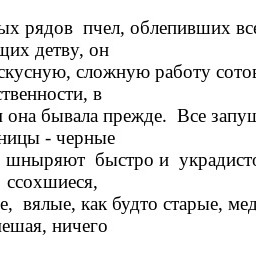 ых рядов пчел, облепивших все
щих детву, он
скусную, сложную работу сотов
ственности, в
она бывала прежде. Все запущ
ницы - черные
шныряют быстро и украдисто
ссохшиеся,
е, вялые, как будто старые, мед
ешая, ничего